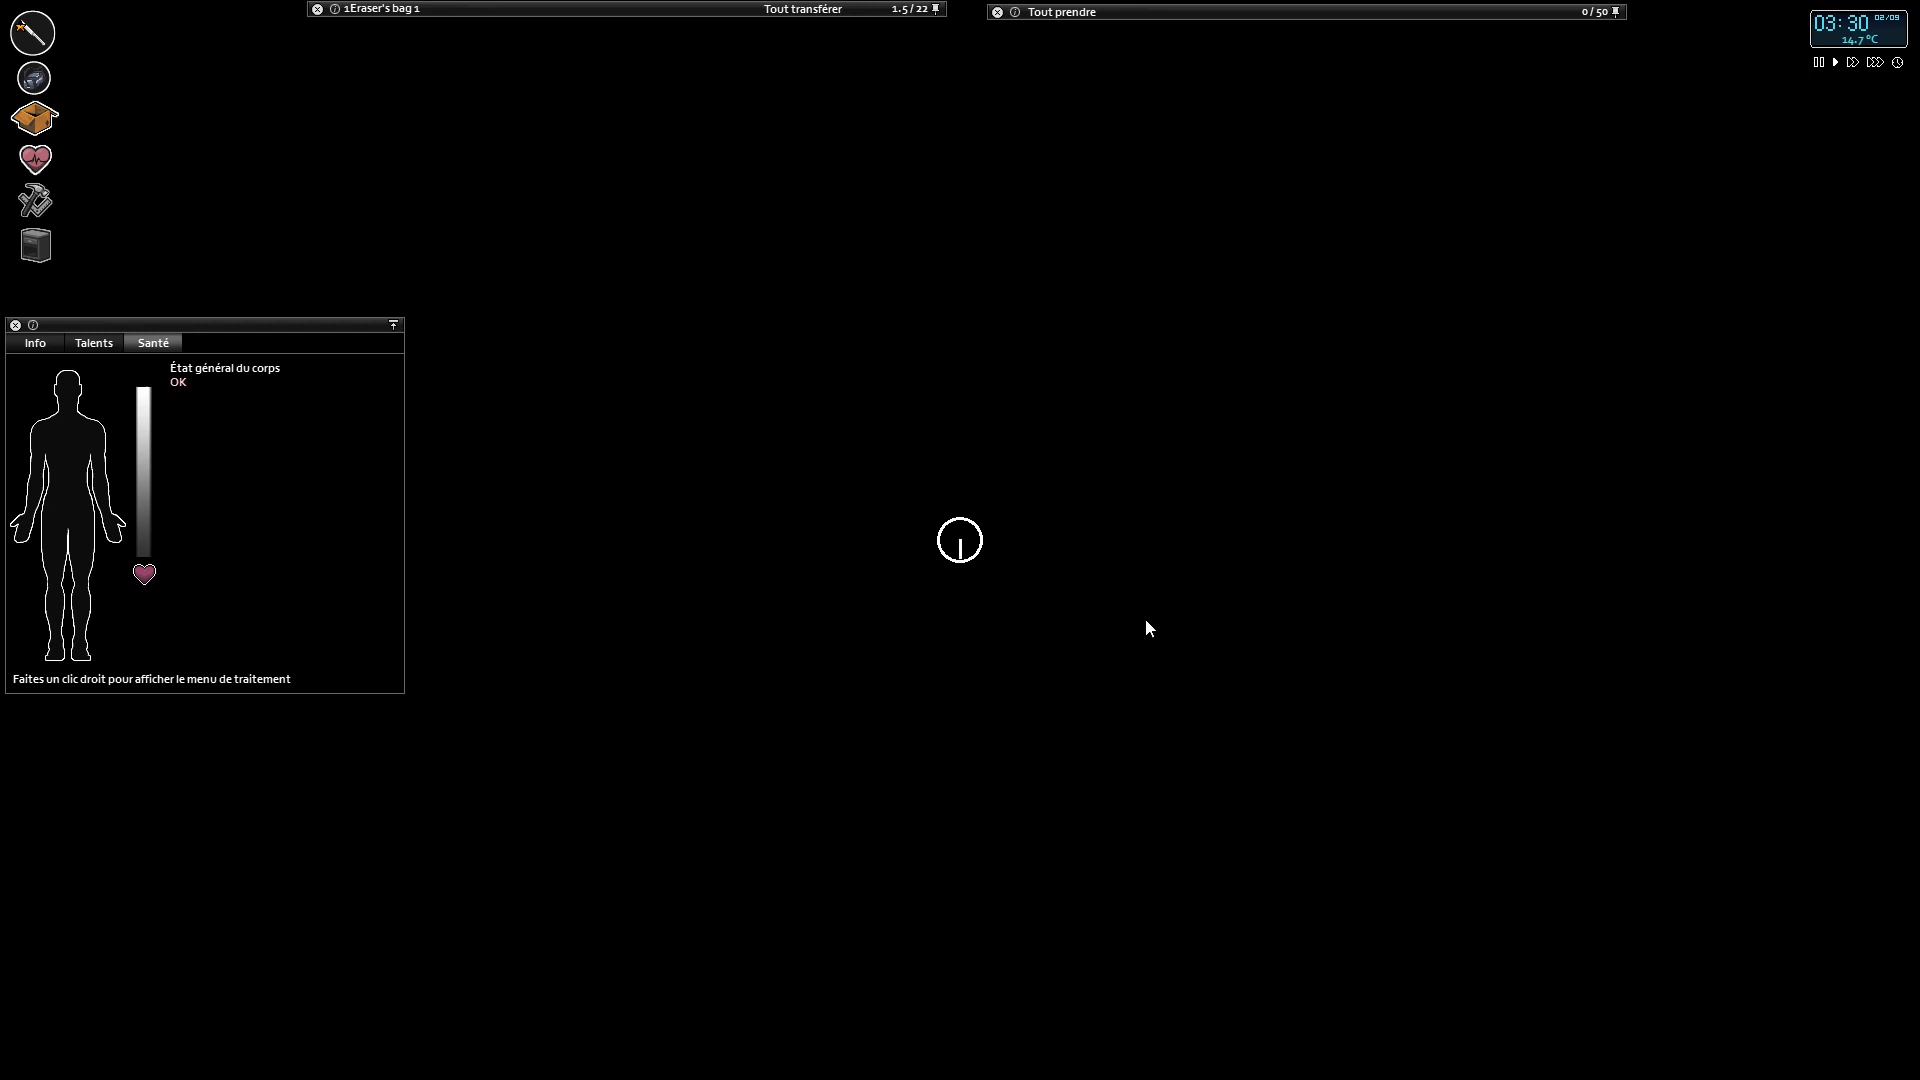 1Eraser's bag 1 Tout transférer 1.5 / 22
Tout prendre 0 / 50
03:30 02/09
14.7 °C
Info Talents Santé
État général du corps
OK
Faites un clic droit pour afficher le menu de traitement